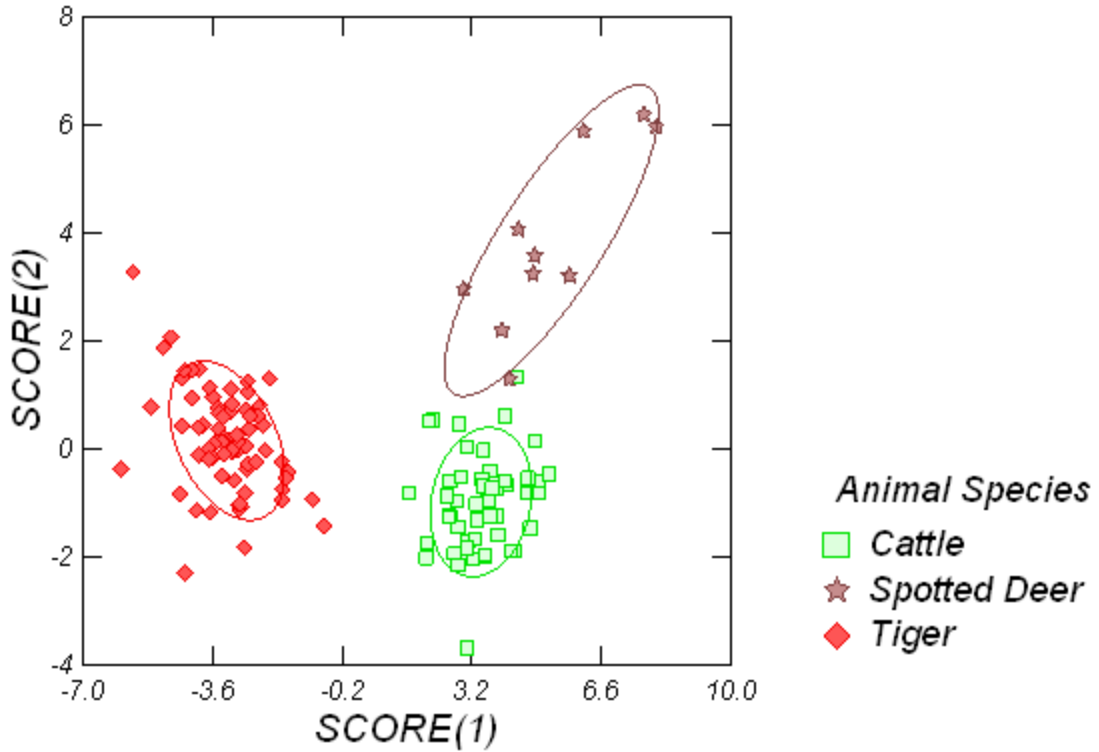 8
6
4
2
0
-2
-4
SCORE(2)
-7.0 -3.6 -0.2 3.2 6.6 10.0
SCORE(1)
Animal Species
Cattle
Spotted Deer
Tiger